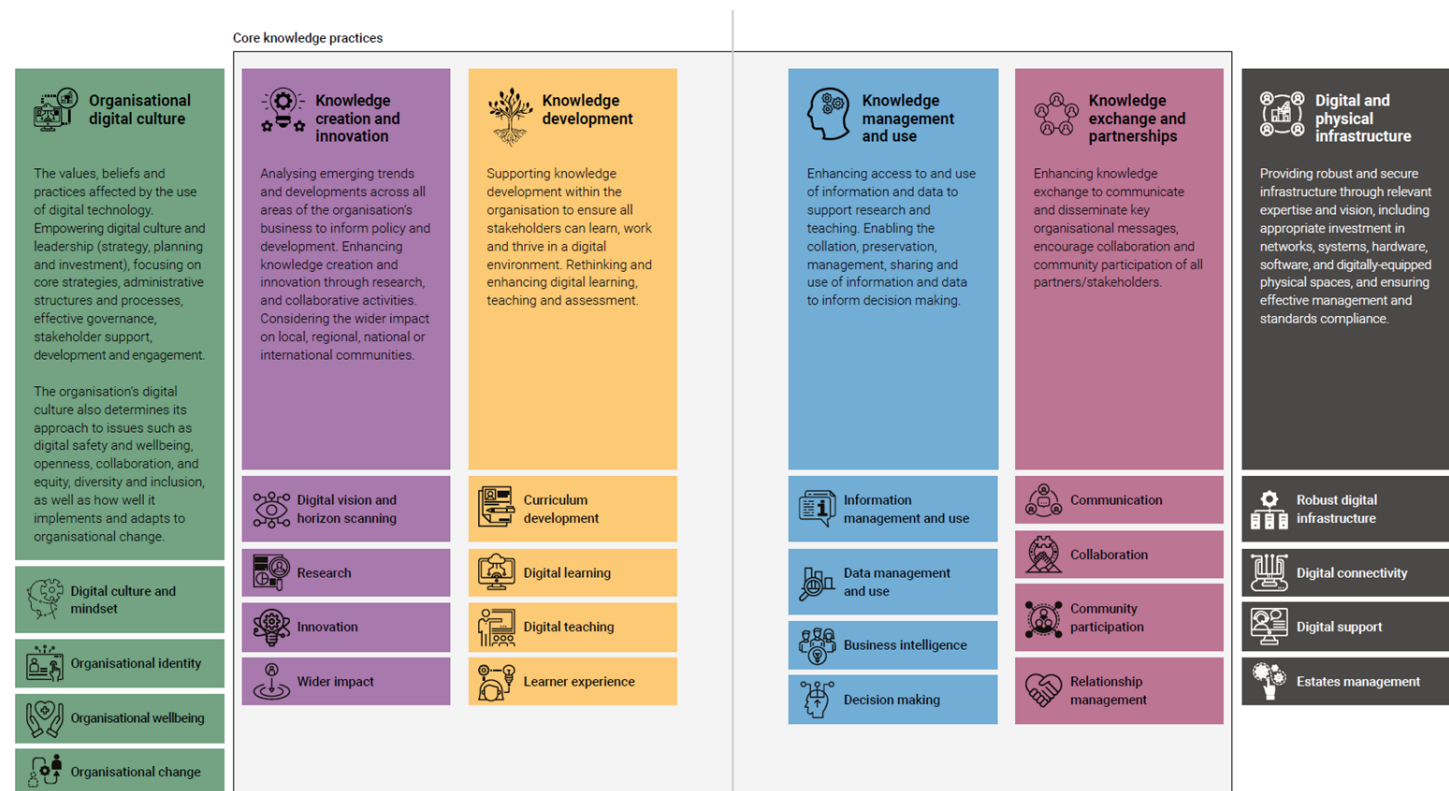 Core knowledge practices
Organisational
digital culture
The values, beliefs and
practices affected by the use
of digital technology.
Empowering digital culture and
leadership (strategy, planning
and investment), focusing on
core strategies, administrative
structures and processes,
effective governance,
stakeholder support,
development and engagement.
The organisation's digital
culture also determines its
approach to issues such as
digital safety and wellbeing,
openness, collaboration, and
equity, diversity and inclusion,
as well as how well it
implements and adapts to
organisational change.
Digital culture and
mindset
Organisational identity
Organisational wellbeing
Organisational change
Knowledge
creation and
innovation
Analysing emerging trends
and developments across all
areas of the organisation's
business to inform policy and
development. Enhancing
knowledge creation and
innovation through research,
and collaborative activities.
Considering the wider impact
on local, regional, national or
international communities.
Digital vision and
horizon scanning
Research
Innovation
Wider impact
Knowledge
development
Supporting knowledge
development within the
organisation to ensure all
stakeholders can learn, work
and thrive in a digital
environment. Rethinking and
enhancing digital learning,
teaching and assessment.
Curriculum
development
Digital learning
Digital teaching
Learner experience
Knowledge
management
and use
Enhancing access to and use
of information and data to
support research and
teaching. Enabling the
collation, preservation,
management, sharing and
use of information and data
to inform decision making.
Information
management and use
Data management
and use
Business intelligence
Decision making
Knowledge
exchange and
partnerships
Enhancing knowledge
exchange to communicate
and disseminate key
organisational messages,
encourage collaboration and
community participation of all
partners/stakeholders.
Communication
Collaboration
Community
participation
Relationship
management
Digital and
physical
infrastructure
Providing robust and secure
infrastructure through relevant
expertise and vision, including
appropriate investment in
networks, systems, hardware,
software, and digitally-equipped
physical spaces, and ensuring
effective management and
standards compliance.
Robust digital
infrastructure
Digital connectivity
Digital support
Estates management